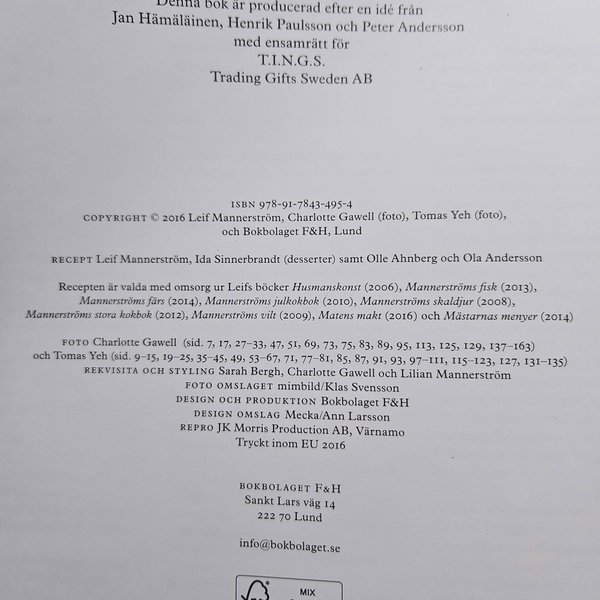 Denna bok är producerad efter en idé från
Jan Hämäläinen, Henrik Paulsson och Peter Andersson
med ensamrätt för
T.I.N.G.S.
Trading Gifts Sweden AB
ISBN 978-91-7843-495-4
COPYRIGHT © 2016 Leif Mannerström, Charlotte Gawell (foto), Tomas Yeh (foto),
och Bokbolaget F&H, Lund
RECEPT Leif Mannerström, Ida Sinnerbrandt (desserter) samt Olle Ahnberg och Ola Andersson
Recepten är valda med omsorg ur Leifs böcker Husmanskonst (2006), Mannerströms fisk (2013),
Mannerströms färs (2014), Mannerströms julkokbok (2010), Mannerströms skaldjur (2008),
Mannerströms stora kokbok (2012), Mannerströms vilt (2009), Matens makt (2016) och Mästarnas menyer (2014)
FOTO Charlotte Gawell (sid. 7, 17, 27–33, 47, 51, 69, 73, 75, 83, 89, 95, 113, 125, 129, 137–163)
och Tomas Yeh (sid. 9–15, 19–25, 35–45, 49, 53–67, 71, 77–81, 85, 87, 91, 93, 97–111, 115–123, 127, 131–135)
REKVISITA OCH STYLING Sarah Bergh, Charlotte Gawell och Lilian Mannerström
FOTO OMSLAGET mimbild/Klas Svensson
DESIGN OCH PRODUKTION Bokbolaget F&H
DESIGN OMSLAG Mecka/Ann Larsson
REPRO JK Morris Production AB, Värnamo
Tryckt inom EU 2016
BOKBOLAGET F&H
Sankt Lars väg 14
222 70 Lund
info@bokbolaget.se
MIX